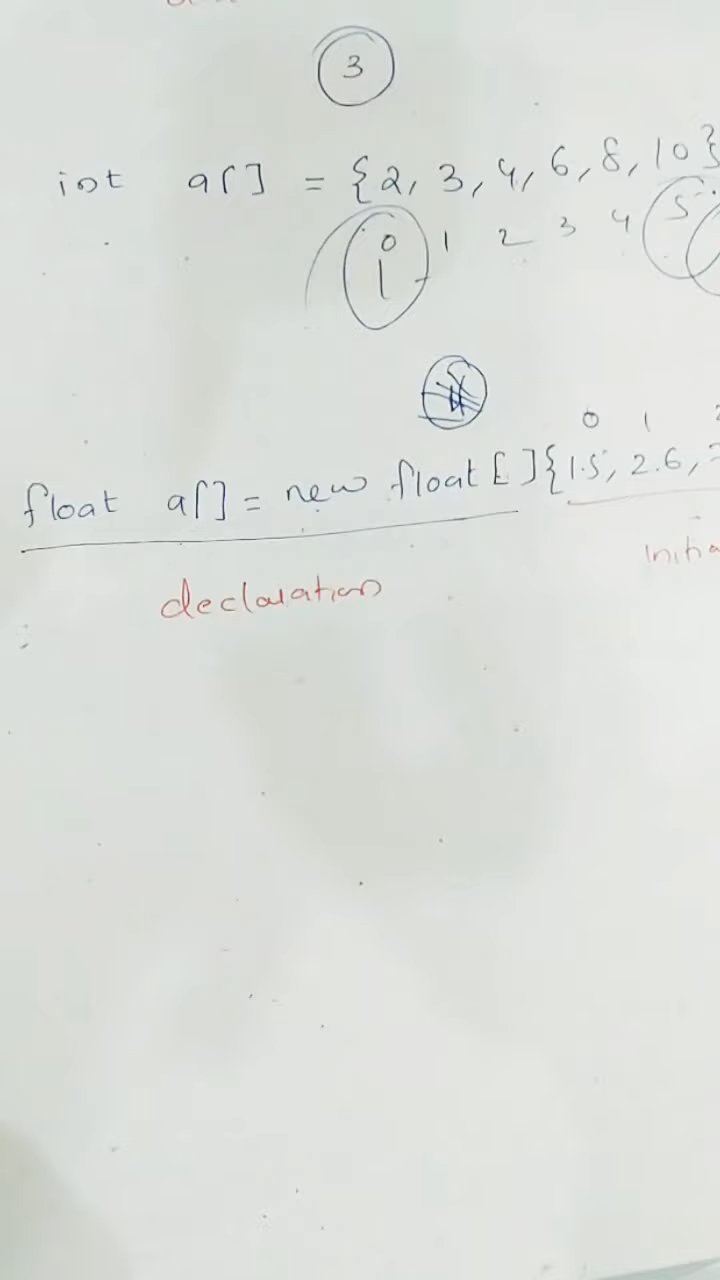 3
int a[] = {2, 3, 4, 6, 8, 10}
0 1 2 3 4 5
1
0 1
float a[] = new float[]{1.5, 2.6,
declaration